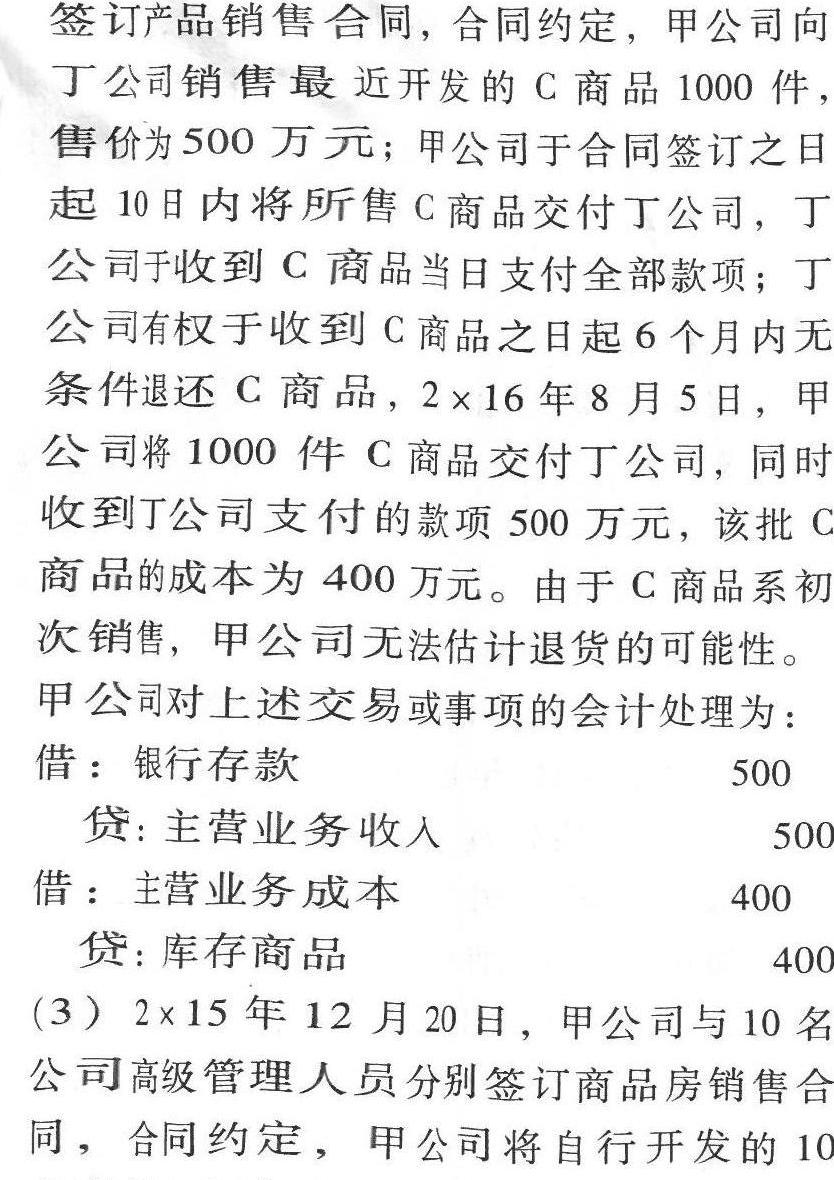 签订产品销售合同，合同约定，甲公司向
丁公司销售最近开发的 C 商品 1000 件，
售价为 500 万元；甲公司于合同签订之日
起 10 日内将所售 C 商品交付丁公司，丁
公司于收到 C 商品当日支付全部款项；丁
公司有权于收到 C 商品之日起 6 个月内无
条件退还 C 商品，2×16 年 8 月 5 日，甲
公司将 1000 件 C 商品交付丁公司，同时
收到丁公司支付的款项 500 万元，该批 C
商品的成本为 400 万元。由于 C 商品系初
次销售，甲公司无法估计退货的可能性。
甲公司对上述交易或事项的会计处理为：
借：银行存款 500
贷：主营业务收入 500
借：主营业务成本 400
贷：库存商品 400
（3）2×15 年 12 月 20 日，甲公司与 10 名
公司高级管理人员分别签订商品房销售合
同，合同约定，甲公司将自行开发的 10